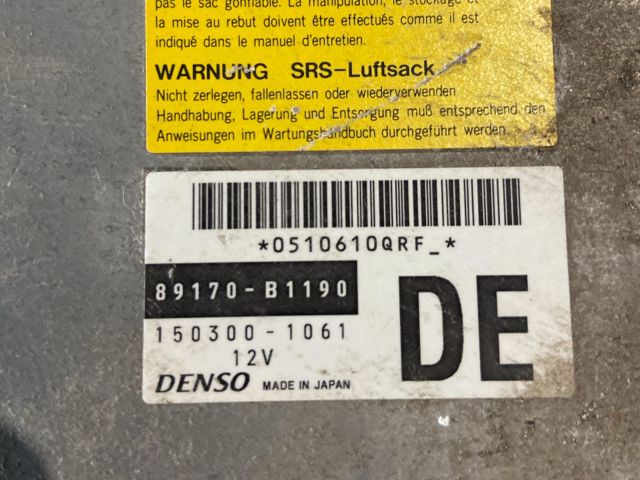 pas le sac gonflable. La manipulation, le stockage et
la mise au rebut doivent être effectués comme il est
indiqué dans le manuel d'entretien.
WARNUNG SRS-Luftsack
Nicht zerlegen, fallenlassen oder wiederverwenden
Handhabung, Lagerung und Entsorgung muß entsprechend den
Anweisungen im Wartungshandbuch durchgeführt werden
*0510610QRF_*
89170-B1190
150300-1061
12V
DENSO MADE IN JAPAN
DE